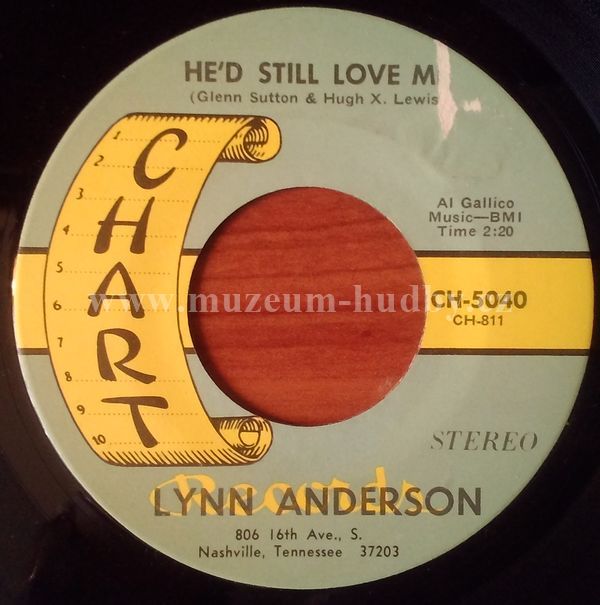 HE'D STILL LOVE M
(Glenn Sutton & Hugh X. Lewis
1
2
3
4
5
6
7
8
9
10
CHART
Al Gallico
Music—BMI
Time 2:20
www.muzeum-hudby.cz
CH-5040
CH-811
STEREO
Records
LYNN ANDERSON
806 16th Ave., S.
Nashville, Tennessee 37203